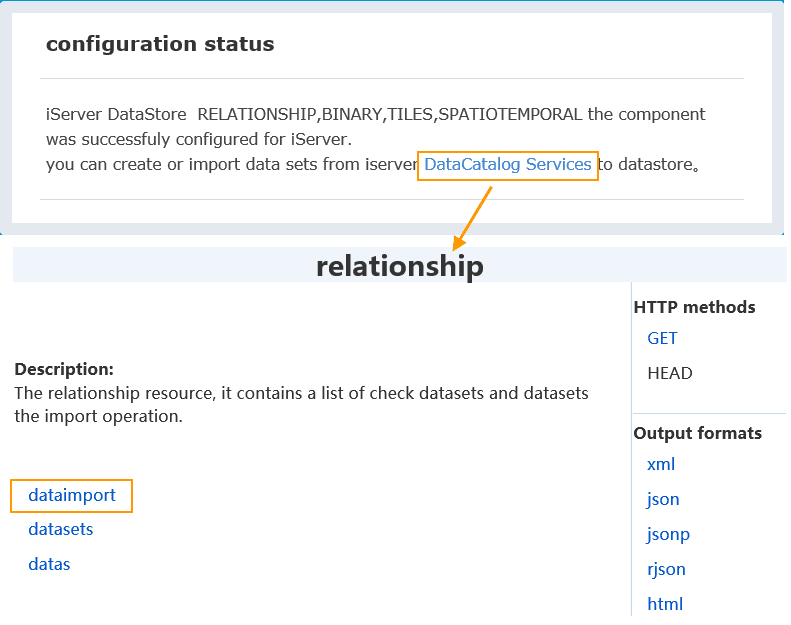 configuration status
iServer DataStore  RELATIONSHIP,BINARY,TILES,SPATIOTEMPORAL the component
was successfuly configured for iServer.
you can create or import data sets from iserver DataCatalog Services to datastore。
relationship
Description:
The relationship resource, it contains a list of check datasets and datasets
the import operation.
dataimport
datasets
datas
HTTP methods
GET
HEAD
Output formats
xml
json
jsonp
rjson
html